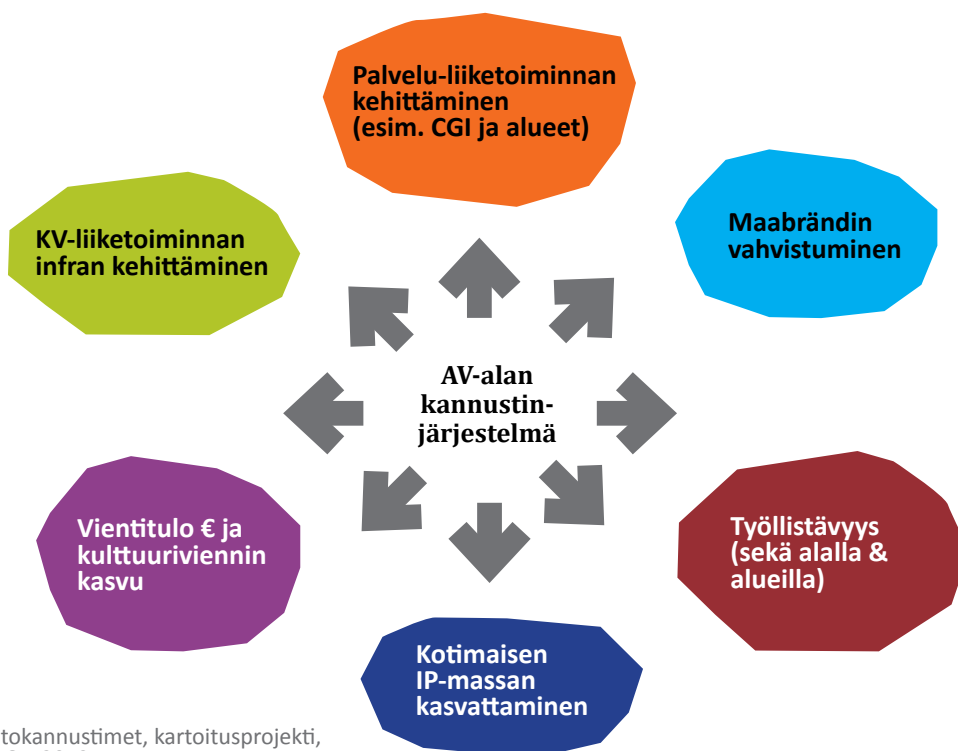 Palvelu-liiketoiminnan
kehittäminen
(esim. CGI ja alueet)
KV-liiketoiminnan
infran kehittäminen
Maabrändin
vahvistuminen
AV-alan
kannustin-
järjestelmä
Vientitulo € ja
kulttuuriviennin
kasvu
Työllistävyys
(sekä alalla &
alueilla)
Kotimaisen
IP-massan
kasvattaminen
tokannustimet, kartoitusprojekti,